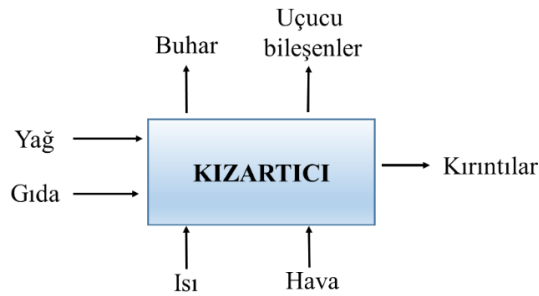 Buhar
Uçucu
bileşenler
Yağ
Gıda
KIZARTICI
Kırıntılar
Isı
Hava